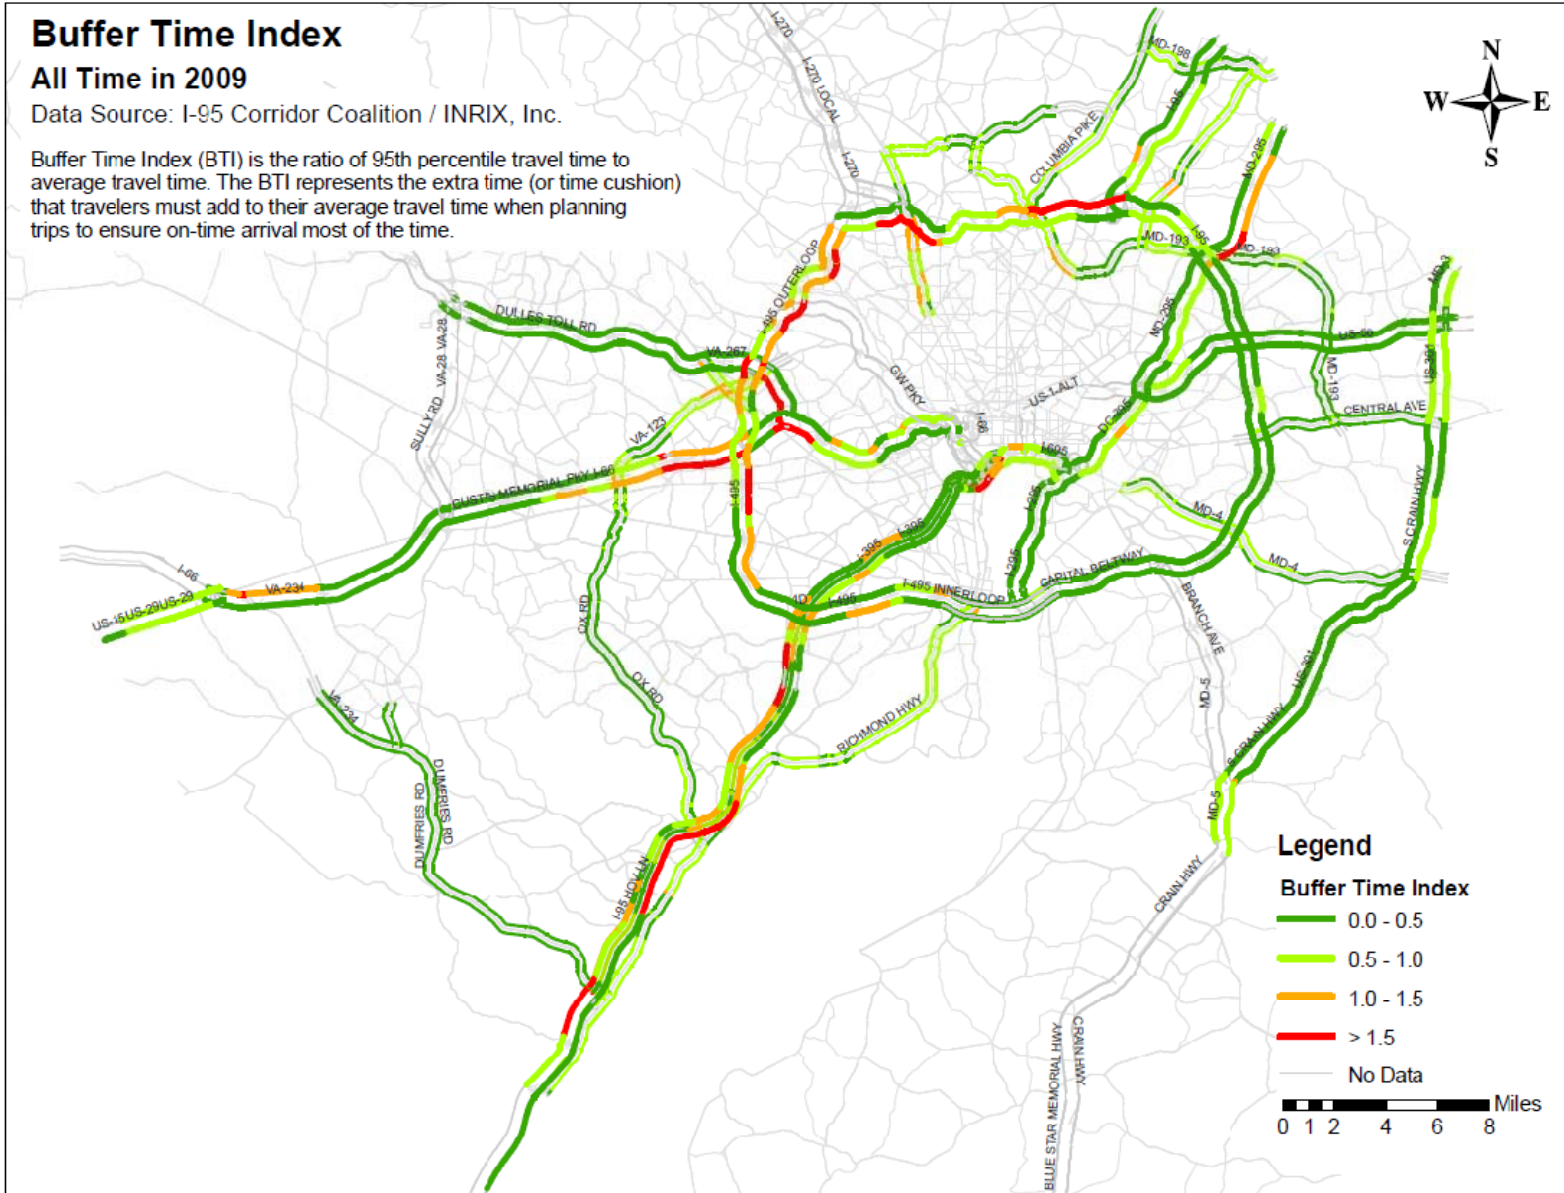 Buffer Time Index
All Time in 2009
Data Source: I-95 Corridor Coalition / INRIX, Inc.
Buffer Time Index (BTI) is the ratio of 95th percentile travel time to
average travel time. The BTI represents the extra time (or time cushion)
that travelers must add to their average travel time when planning
trips to ensure on-time arrival most of the time.
N
W E
S
I-270
I-270 LOCAL
I-270
MD-198
I-95
COLUMBIA PIKE
MD-295
MD-193
I-95
MD-193
MD-3
I-495 OUTERLOOP
DULLES TOLL RD
VA-267
VA-28 VA-28
SULLY RD
MD-295
US-50
US-301
MD-193
GW PKY
US-1-ALT
I-66
DC-295
CENTRAL AVE
VA-123
I-695
I-66
I-495
I-295
S CRAIN HWY
MD-4
MD-4
I-395
I-395
I-295
CAPITAL BELTWAY
I-495 INNERLOOP
I-495
I-66
VA-234
US-15US-29US-29
OX RD
OX RD
BRANCH AVE
MD-5
US-301
S CRAIN HWY
RICHMOND HWY
VA-234
DUMFRIES RD
DUMFRIES RD
MD-5
I-95 HOV LN
CRAIN HWY
CRAIN HWY
BLUE STAR MEMORIAL HWY
Legend
Buffer Time Index
0.0 - 0.5
0.5 - 1.0
1.0 - 1.5
> 1.5
No Data
Miles
0 1 2 4 6 8